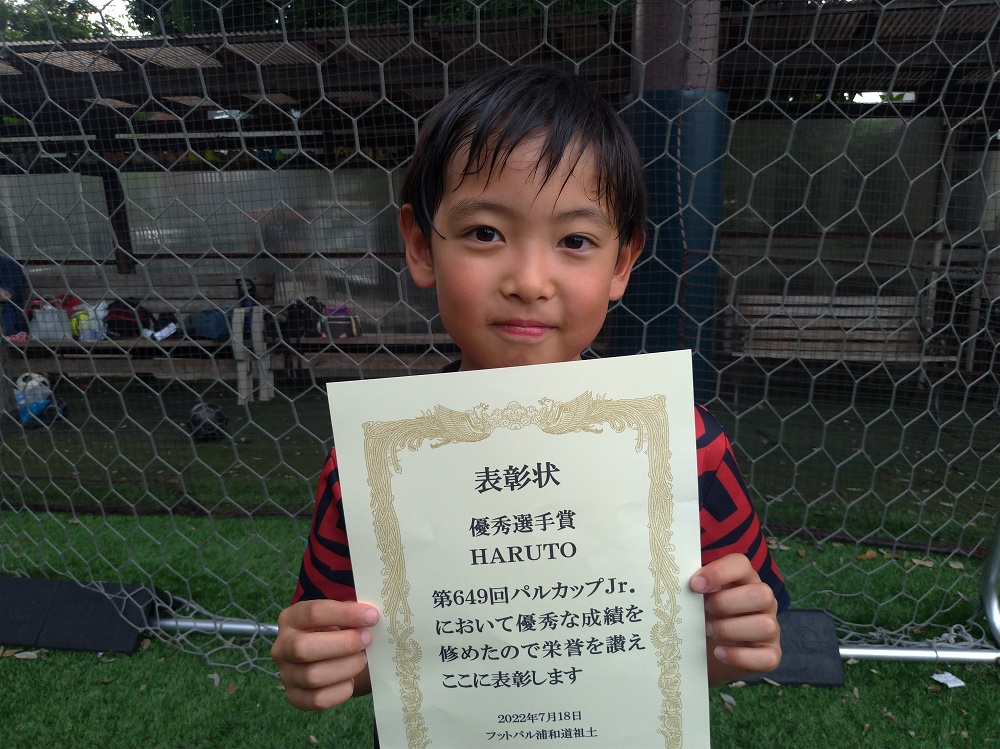 表彰状
優秀選手賞
HARUTO
第649回パルカップJr.
において優秀な成績を
修めたので栄誉を讃え
ここに表彰します
2022年7月18日
フットパル浦和道祖土